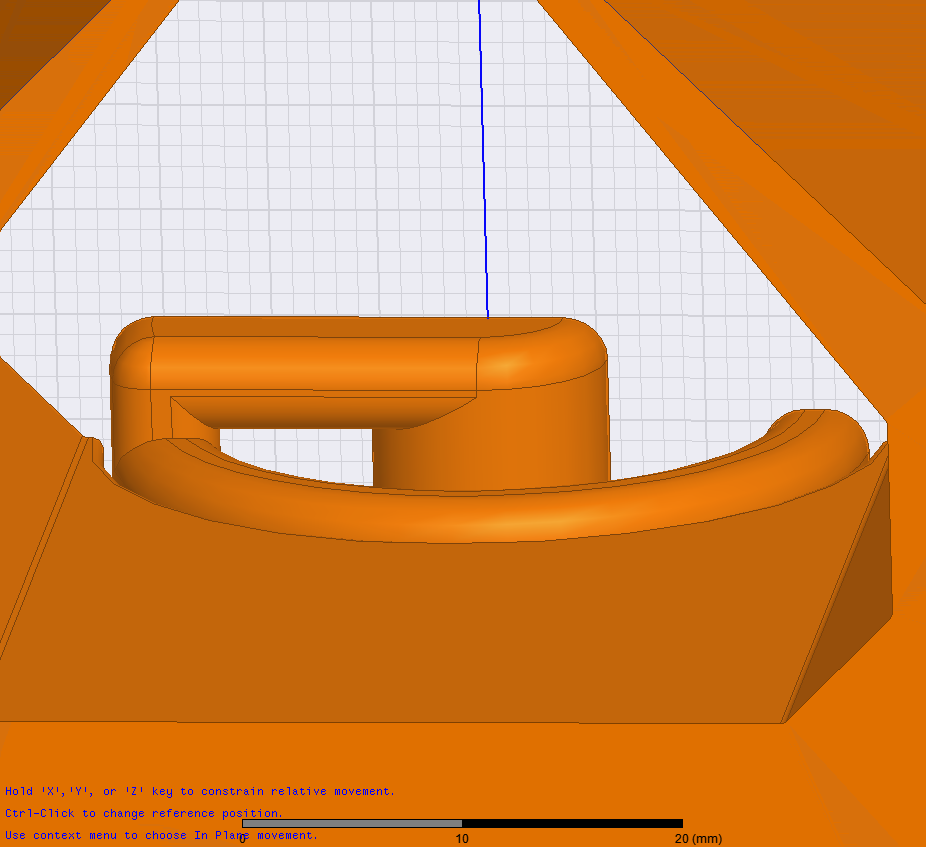 Hold 'X','Y', or 'Z' key to constrain relative movement.
Ctrl-Click to change reference position.
Use context menu to choose In Plane movement.
0 10 20 (mm)